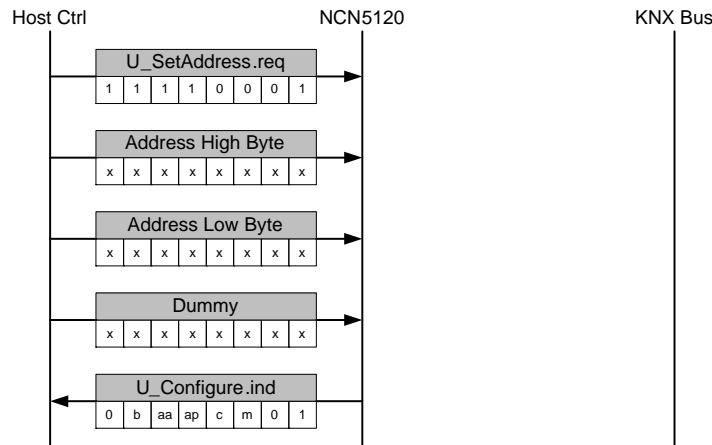 Host Ctrl NCN5120 KNX Bus
U_SetAddress.req
1 1 1 1 0 0 0 1
Address High Byte
x x x x x x x x
Address Low Byte
x x x x x x x x
Dummy
x x x x x x x x
U_Configure.ind
0 b aa ap c m 0 1